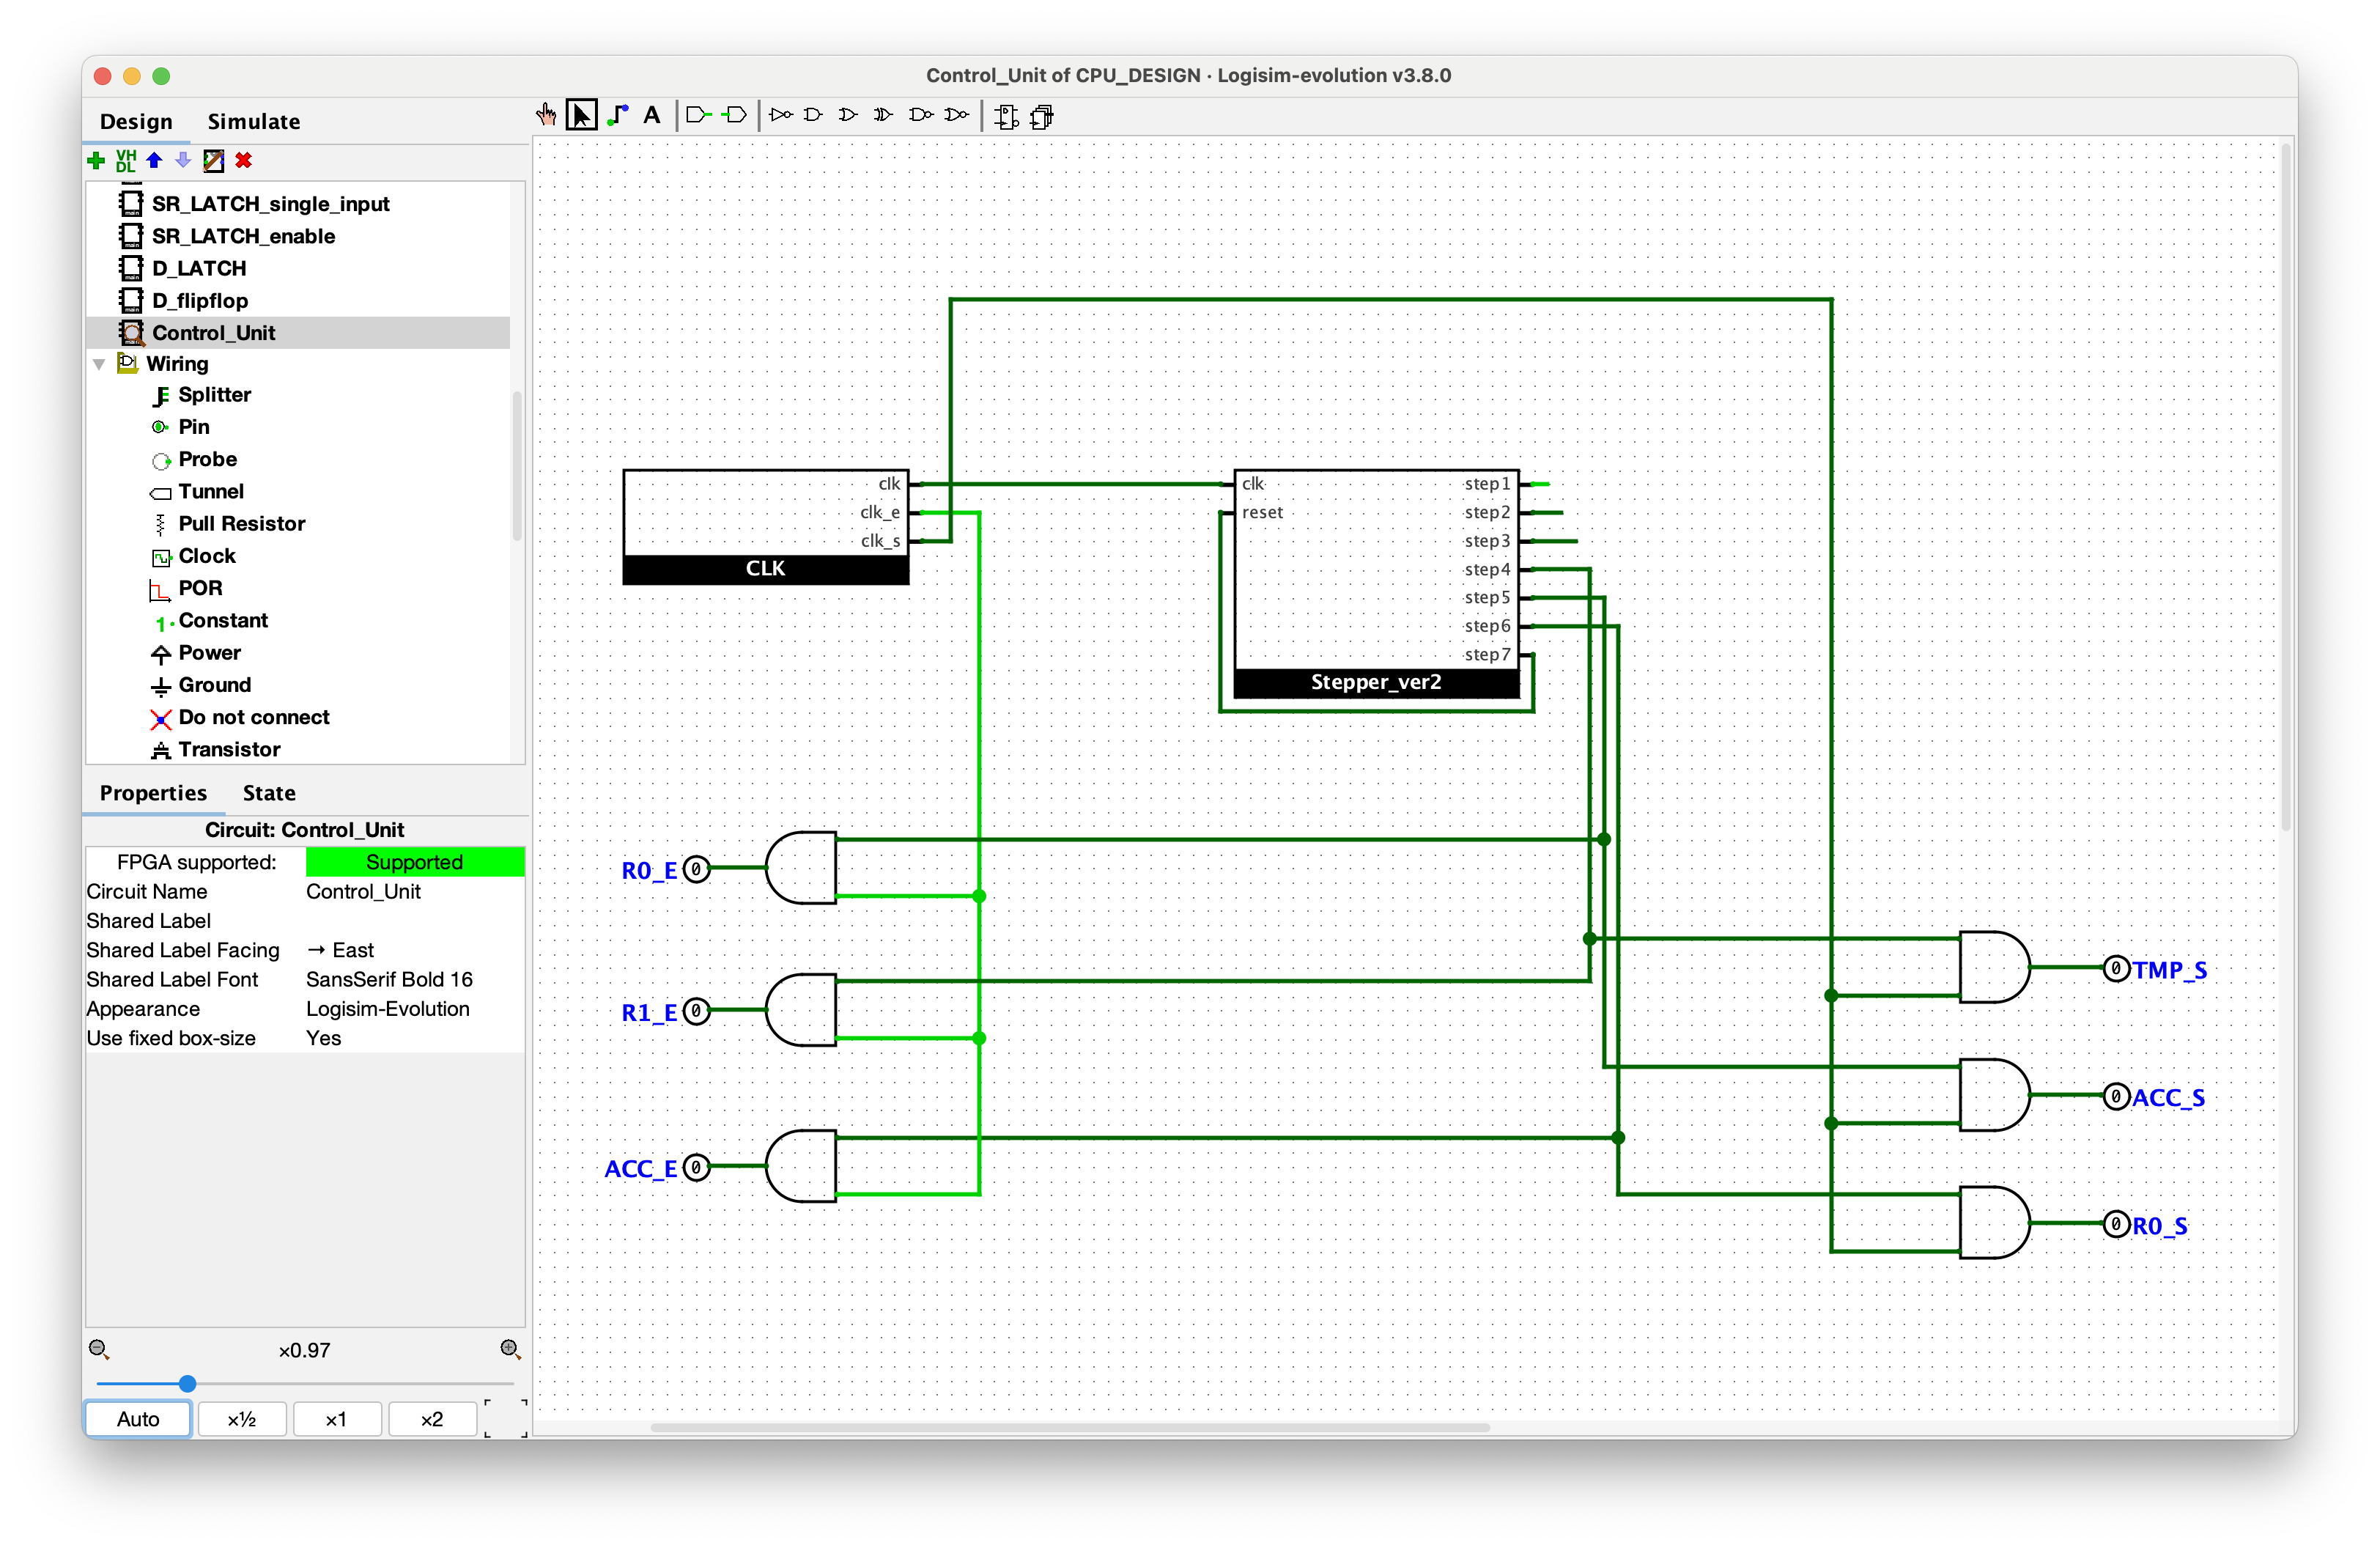 Control_Unit of CPU_DESIGN · Logisim-evolution v3.8.0
Design Simulate
A
VH
DL
SR_LATCH_single_input
SR_LATCH_enable
D_LATCH
D_flipflop
Control_Unit
Wiring
Splitter
Pin
Probe
Tunnel
Pull Resistor
Clock
POR
1 Constant
Power
Ground
Do not connect
Transistor
Properties State
Circuit: Control_Unit
FPGA supported: Supported
Circuit Name Control_Unit
Shared Label
Shared Label Facing → East
Shared Label Font SansSerif Bold 16
Appearance Logisim-Evolution
Use fixed box-size Yes
×0.97
Auto ×½ ×1 ×2
clk
clk_e
clk_s
CLK
clk step1
reset step2
step3
step4
step5
step6
step7
Stepper_ver2
R0_E 0
R1_E 0
ACC_E 0
0 TMP_S
0 ACC_S
0 R0_S